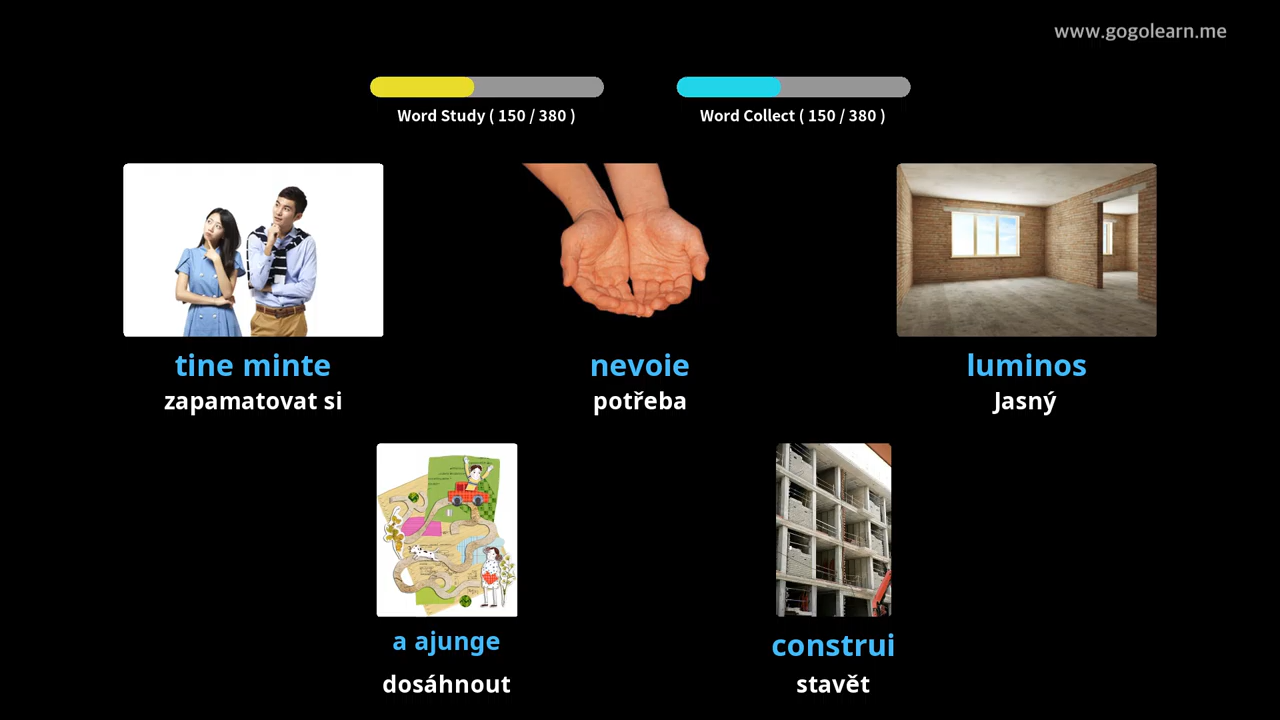 www.gogolearn.me
Word Study ( 150 / 380 )
Word Collect ( 150 / 380 )
tine minte
nevoie
luminos
zapamatovat si
potřeba
Jasný
a ajunge
construi
dosáhnout
stavět